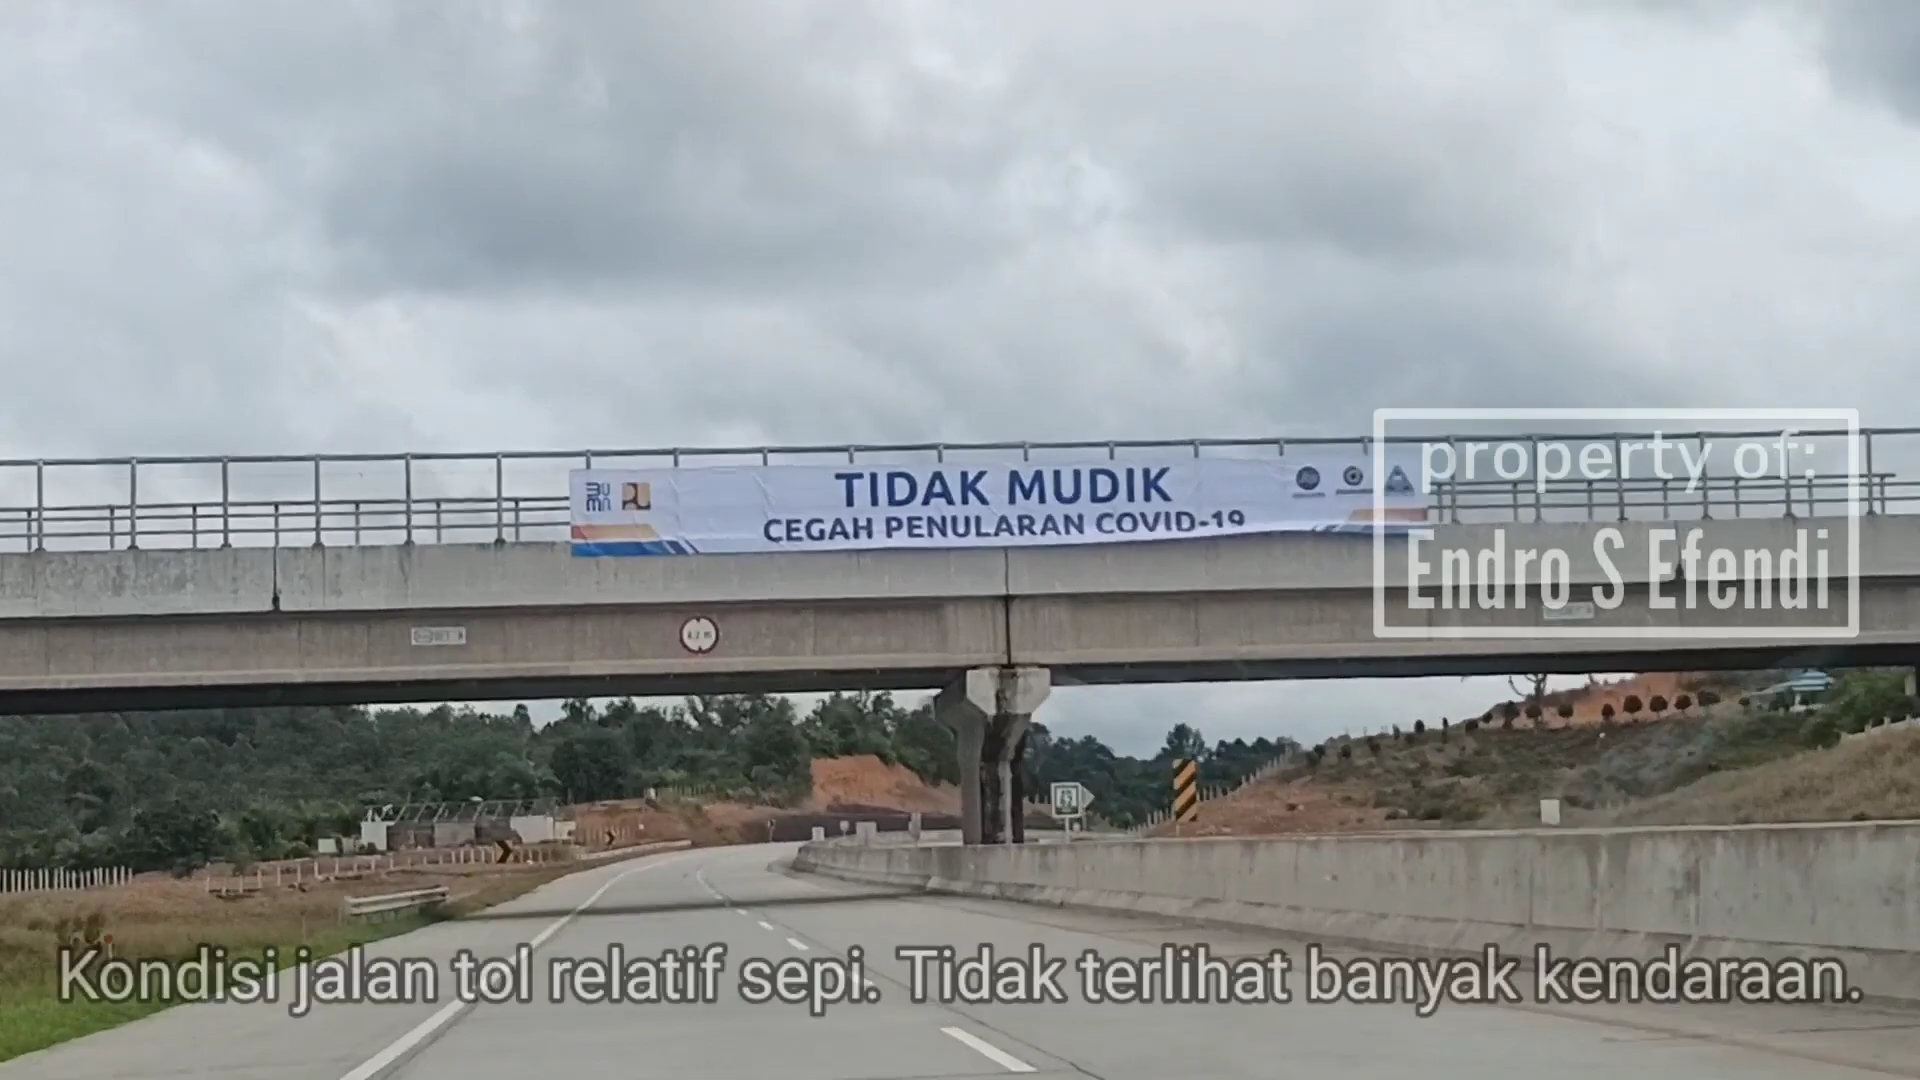 TIDAK MUDIK
CEGAH PENULARAN COVID-19
property of:
Endro S Efendi
Kondisi jalan tol relatif sepi. Tidak terlihat banyak kendaraan.